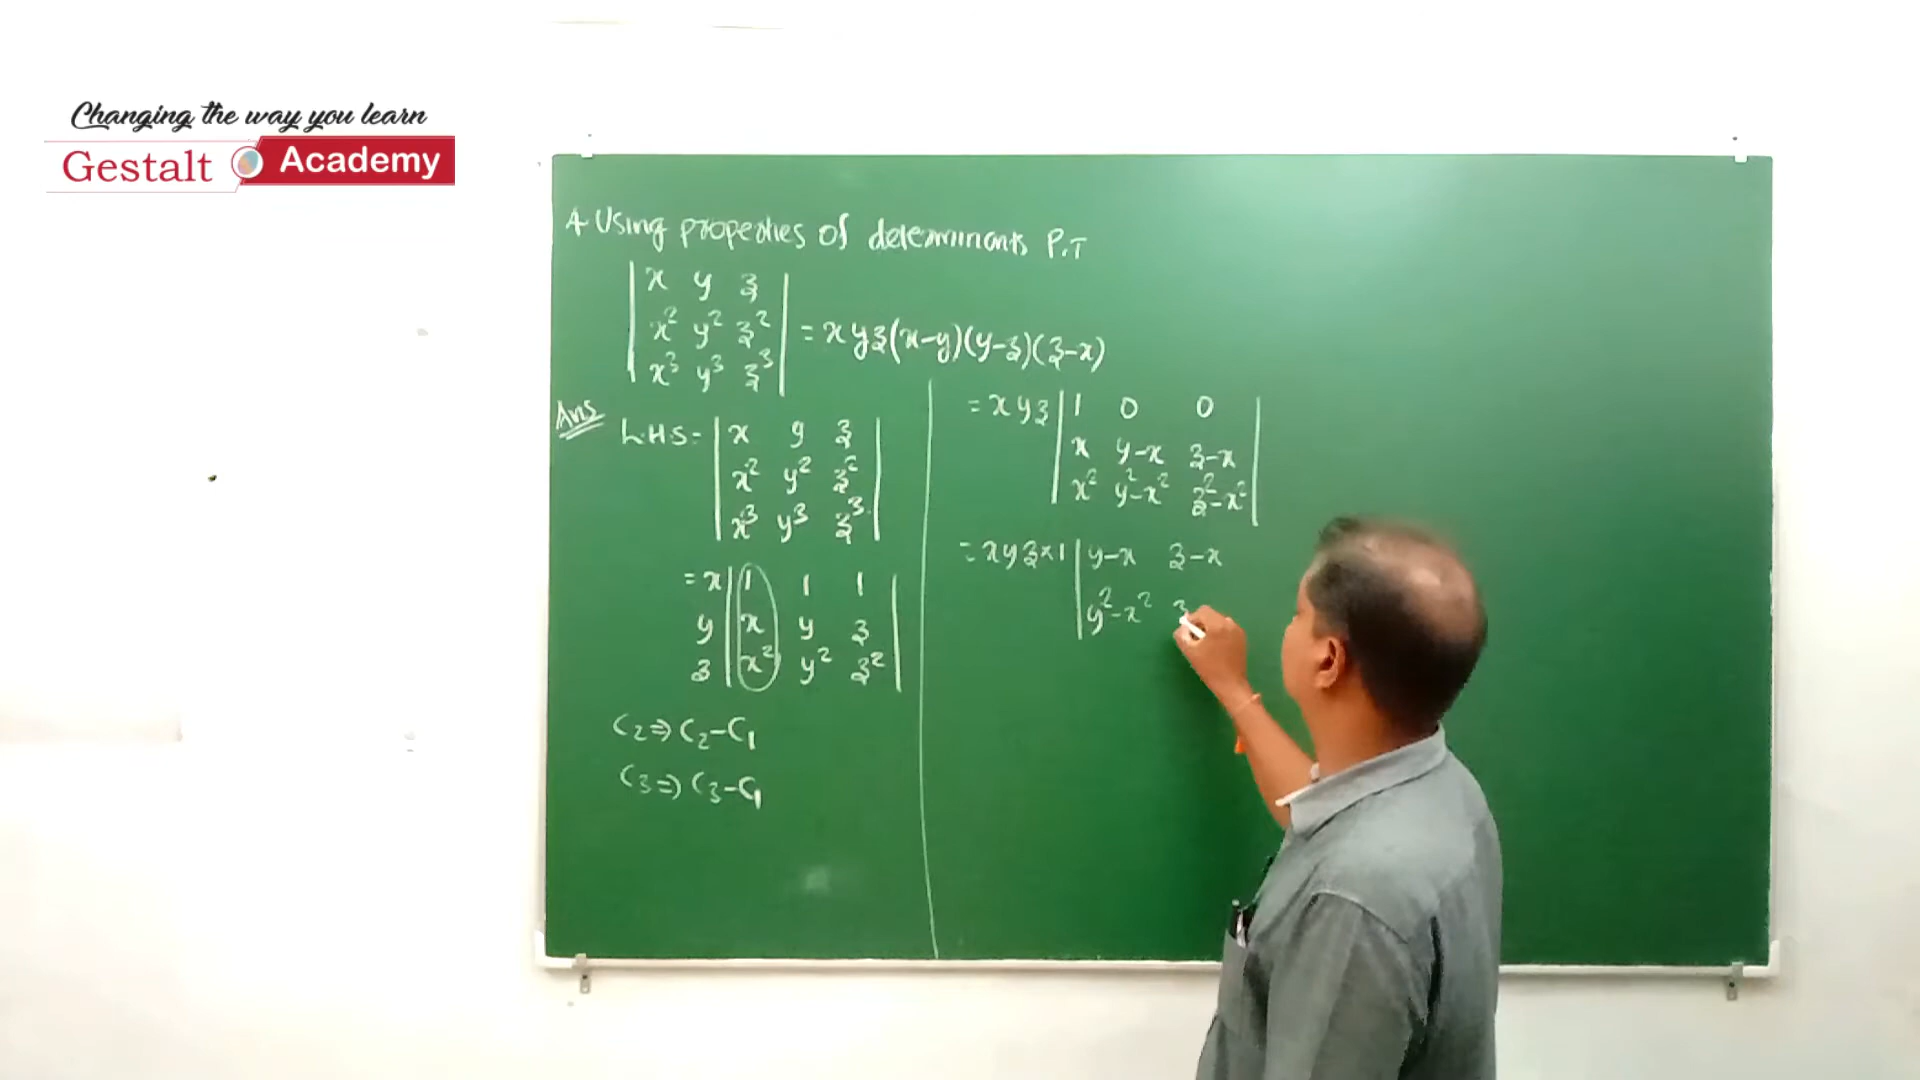 Changing the way you learn
Gestalt Academy
4. Using properties of determinants P.T
| x y z |
| x² y² z² | = xyz(x-y)(y-z)(z-x)
| x³ y³ z³ |
Ans
L.H.S = | x y z |
| x² y² z² |
| x³ y³ z³ |
= x | 1 1 1 |
y | x y z |
z | x² y² z² |
C₂ ⇒ C₂-C₁
C₃ ⇒ C₃-C₁
= xyz | 1 0 0 |
| x y-x z-x |
| x² y²-x² z²-x² |
= xyz×1 | y-x z-x
| y²-x² z